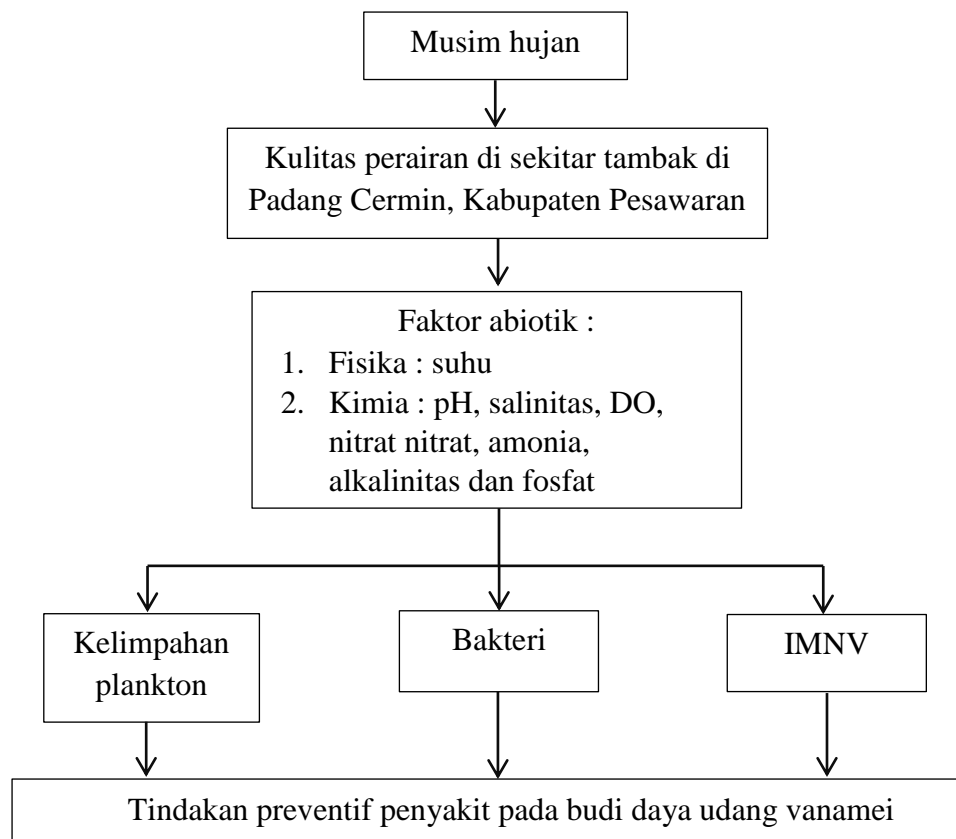 Musim hujan
Kulitas perairan di sekitar tambak di
Padang Cermin, Kabupaten Pesawaran
Faktor abiotik :
1. Fisika : suhu
2. Kimia : pH, salinitas, DO,
nitrat nitrat, amonia,
alkalinitas dan fosfat
Kelimpahan
plankton
Bakteri
IMNV
Tindakan preventif penyakit pada budi daya udang vanamei